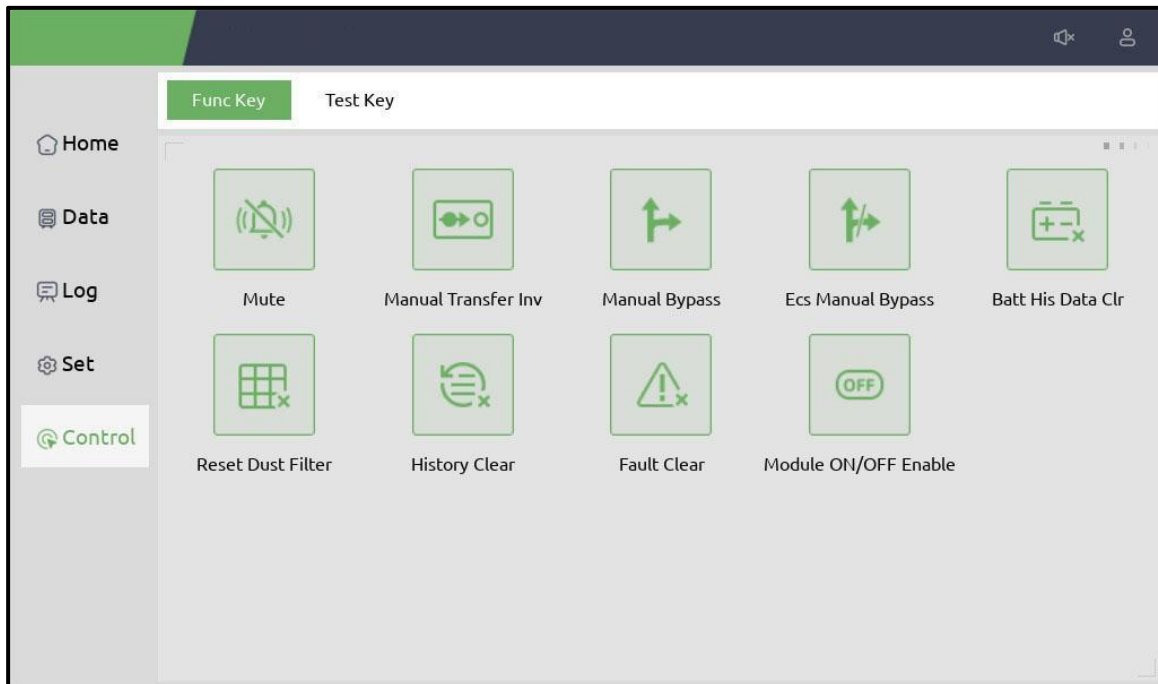 Func Key Test Key
Home
Data
Log
Set
Control
Mute Manual Transfer Inv Manual Bypass Ecs Manual Bypass Batt His Data Clr
OFF
Reset Dust Filter History Clear Fault Clear Module ON/OFF Enable